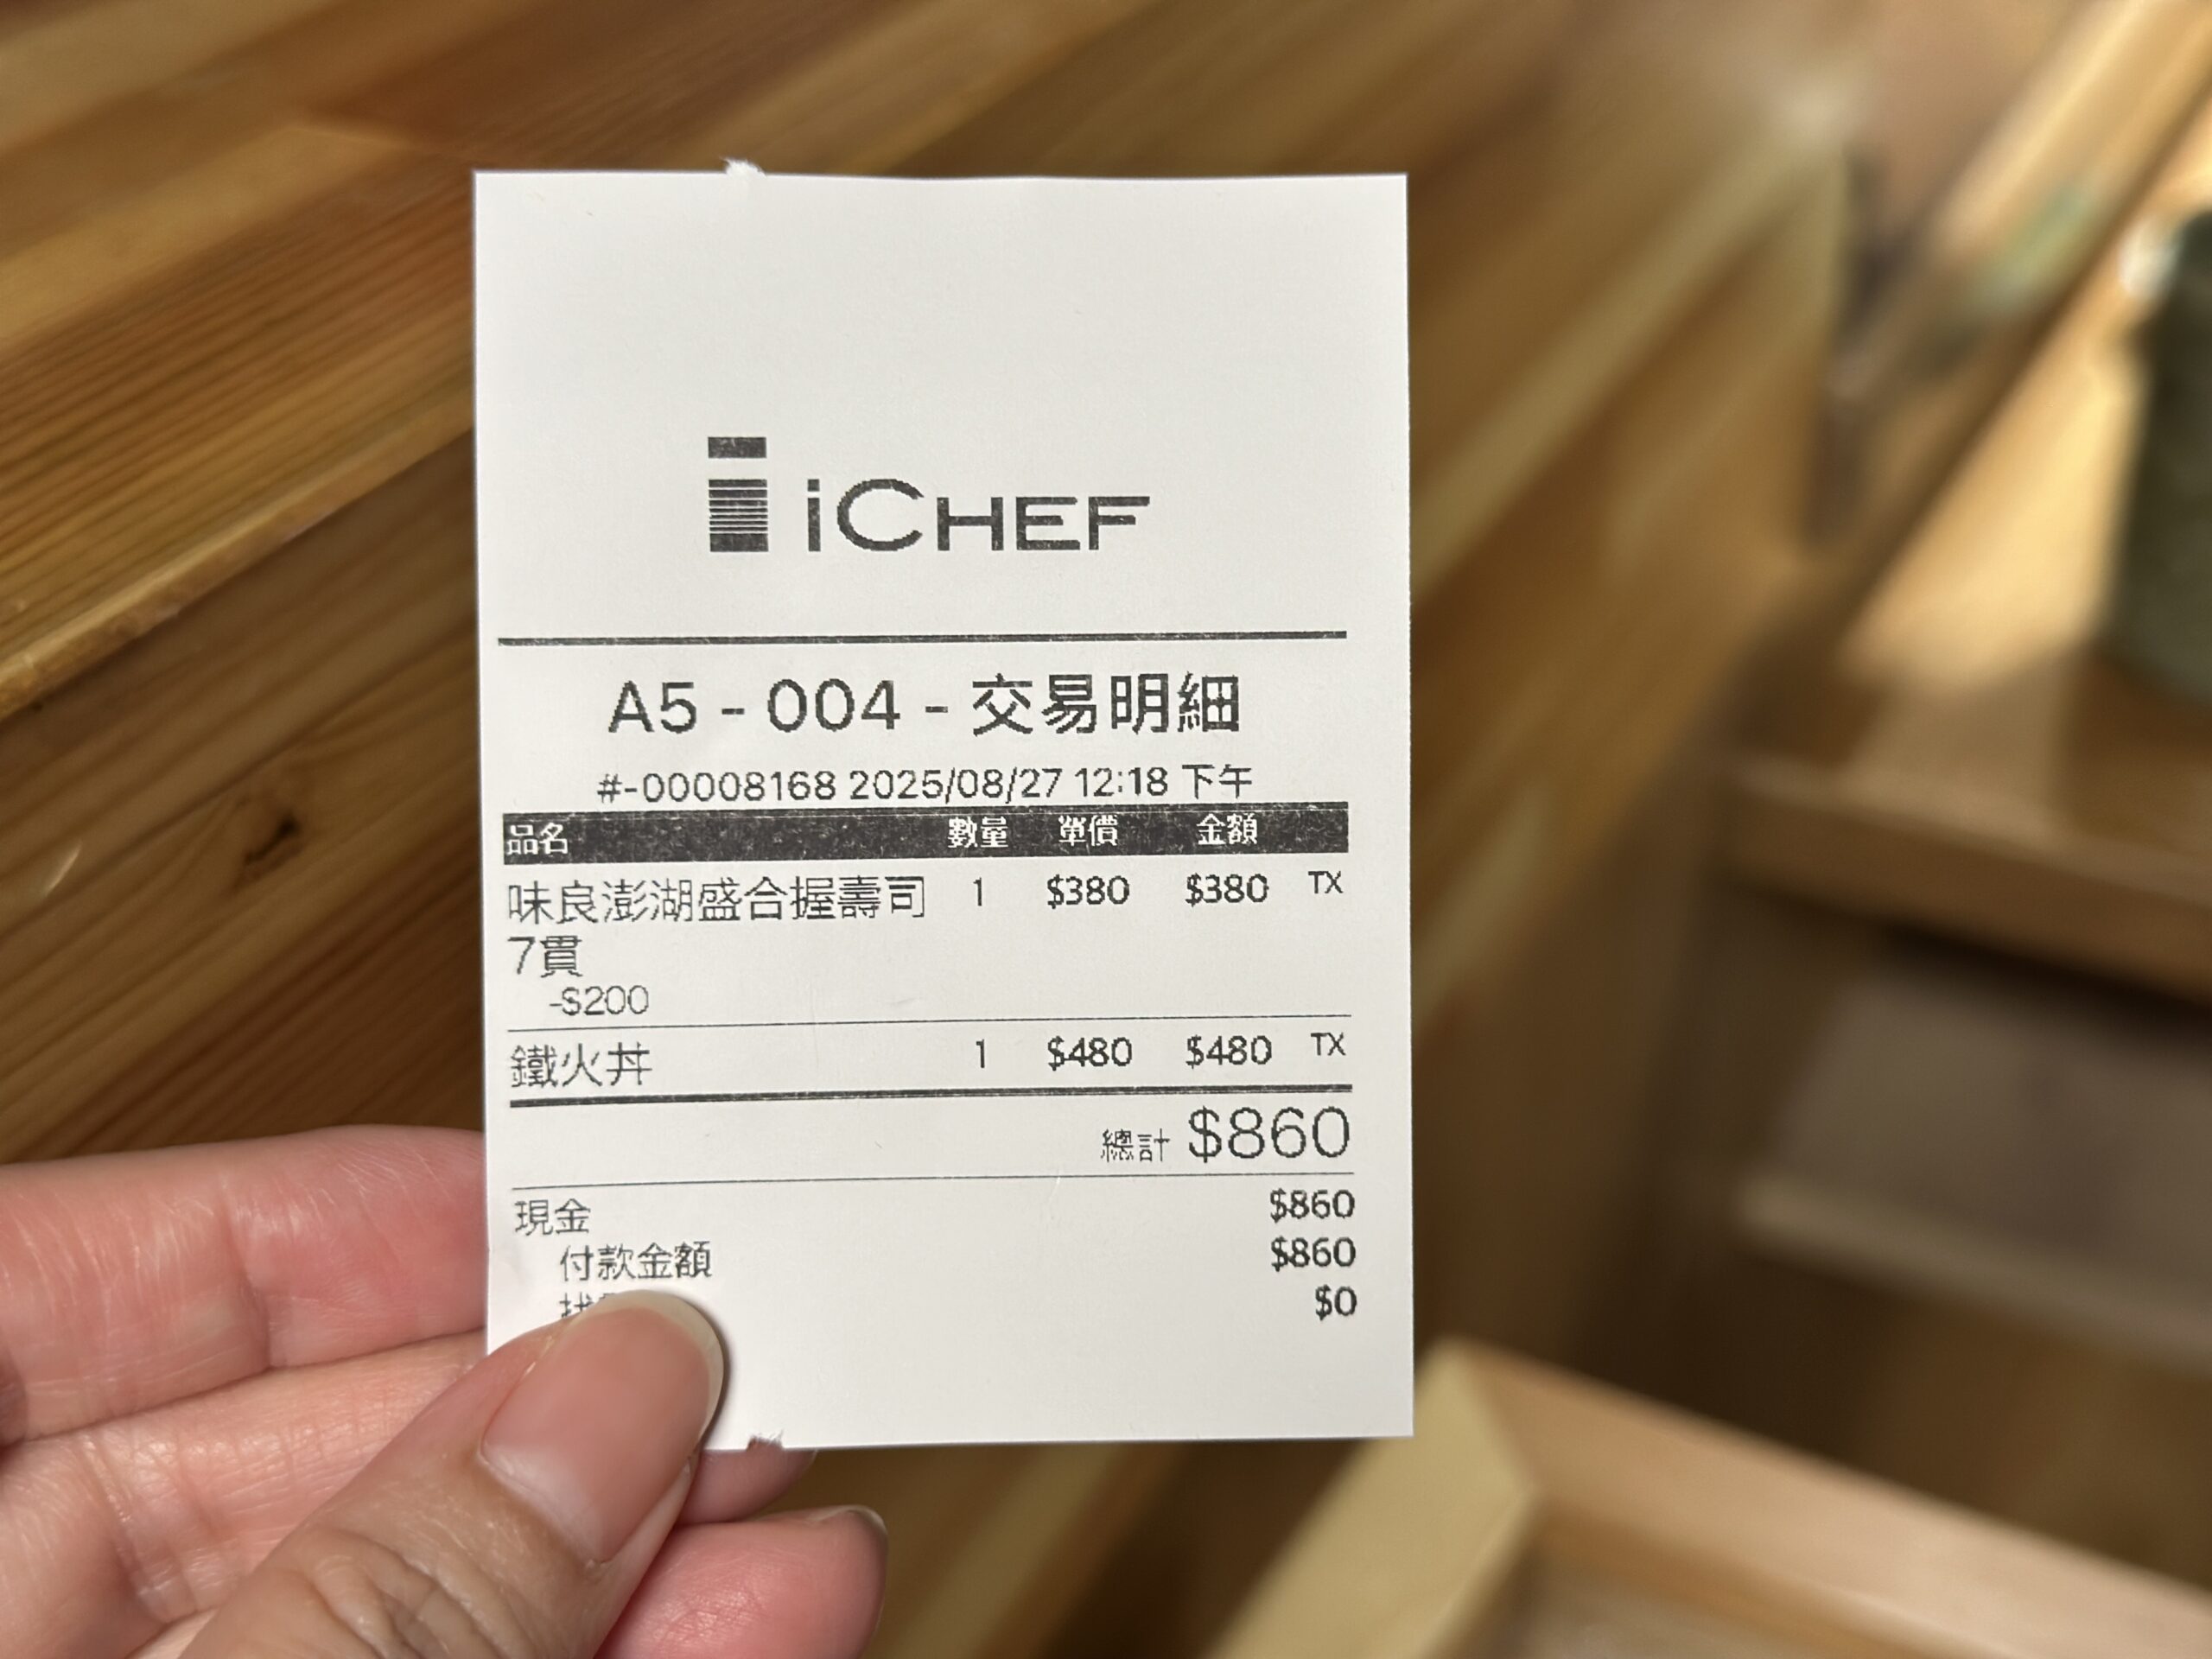 iCHEF
A5 - 004 - 交易明細
#-00008168 2025/08/27 12:18 下午
品名 數量 單價 金額
味良澎湖盛合握壽司 1 $380 $380 TX
7貫
-$200
鐵火丼 1 $480 $480 TX
總計 $860
現金 $860
付款金額 $860
$0